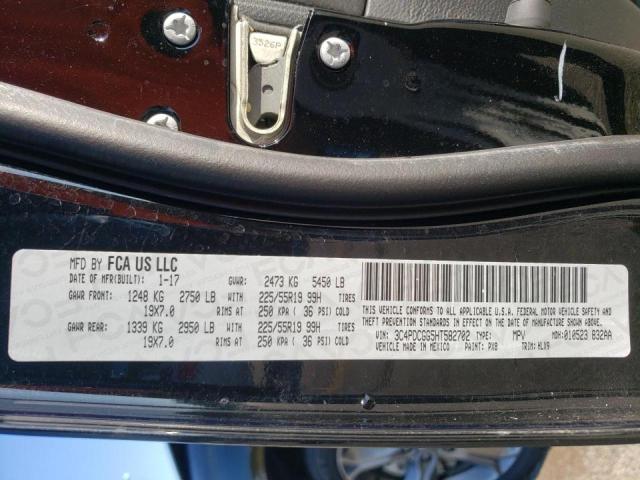 3526P
MFD BY FCA US LLC
DATE OF MFR(BUILT): 1-17 GVWR: 2473 KG 5450 LB
GAWR FRONT: 1248 KG 2750 LB WITH 225/55R19 99H TIRES
19X7.0 RIMS AT 250 KPA ( 36 PSI) COLD
GAWR REAR: 1339 KG 2950 LB WITH 225/55R19 99H TIRES
19X7.0 RIMS AT 250 KPA ( 36 PSI) COLD
THIS VEHICLE CONFORMS TO ALL APPLICABLE U.S.A. FEDERAL MOTOR VEHICLE SAFETY,
BUMPER, AND THEFT PREVENTION STANDARDS IN EFFECT ON THE DATE OF MANUFACTURE SHOWN ABOVE.
VIN: 3C4PDCGG5HT582702 TYPE: MPV MDH:010523 832AA
VEHICLE MADE IN MEXICO PAINT: PX8 TRIM: HLX9